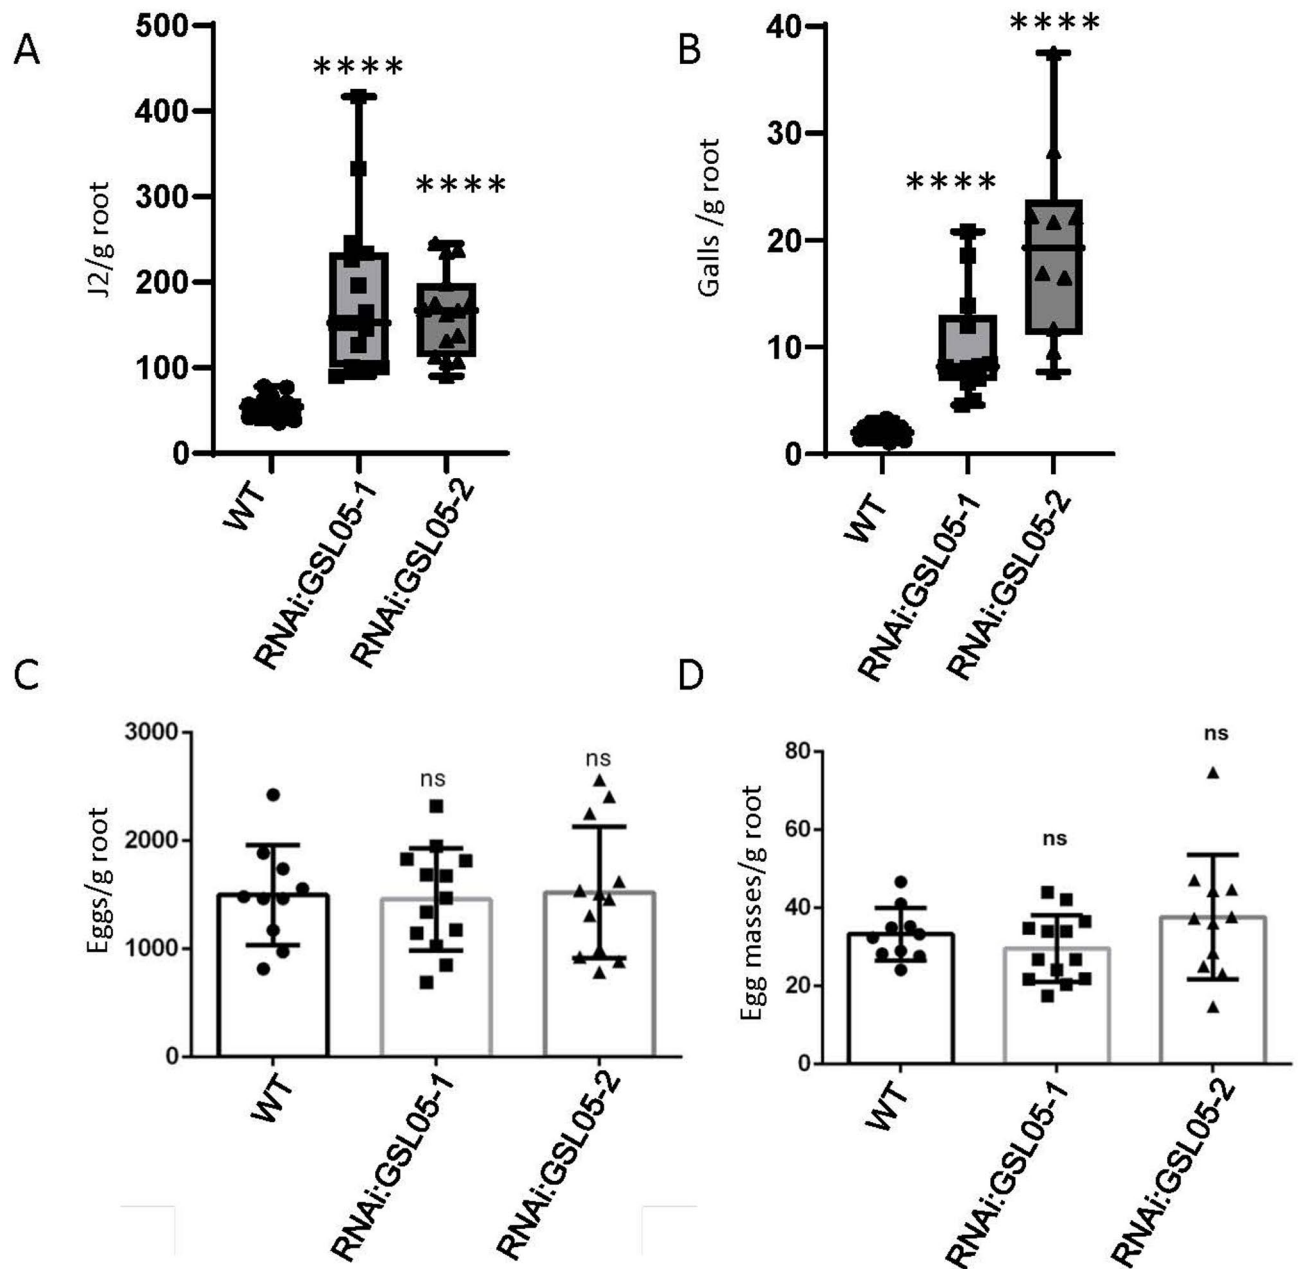 A
500
400
300
200
100
0
J2/g root
****
****
WT
RNAi:GSL05-1
RNAi:GSL05-2
B
40
30
20
10
0
Galls /g root
****
****
WT
RNAi:GSL05-1
RNAi:GSL05-2
C
3000
2000
1000
0
Eggs/g root
ns
ns
WT
RNAi:GSL05-1
RNAi:GSL05-2
D
80
60
40
20
0
Egg masses/g root
ns
ns
WT
RNAi:GSL05-1
RNAi:GSL05-2